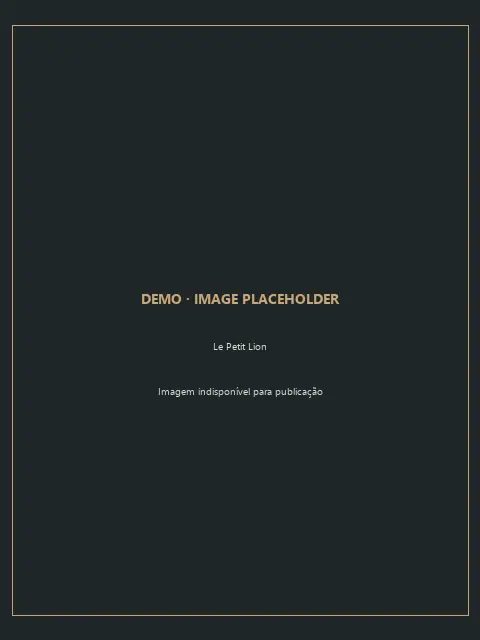 DEMO · IMAGE PLACEHOLDER
Le Petit Lion
Imagem indisponível para publicação